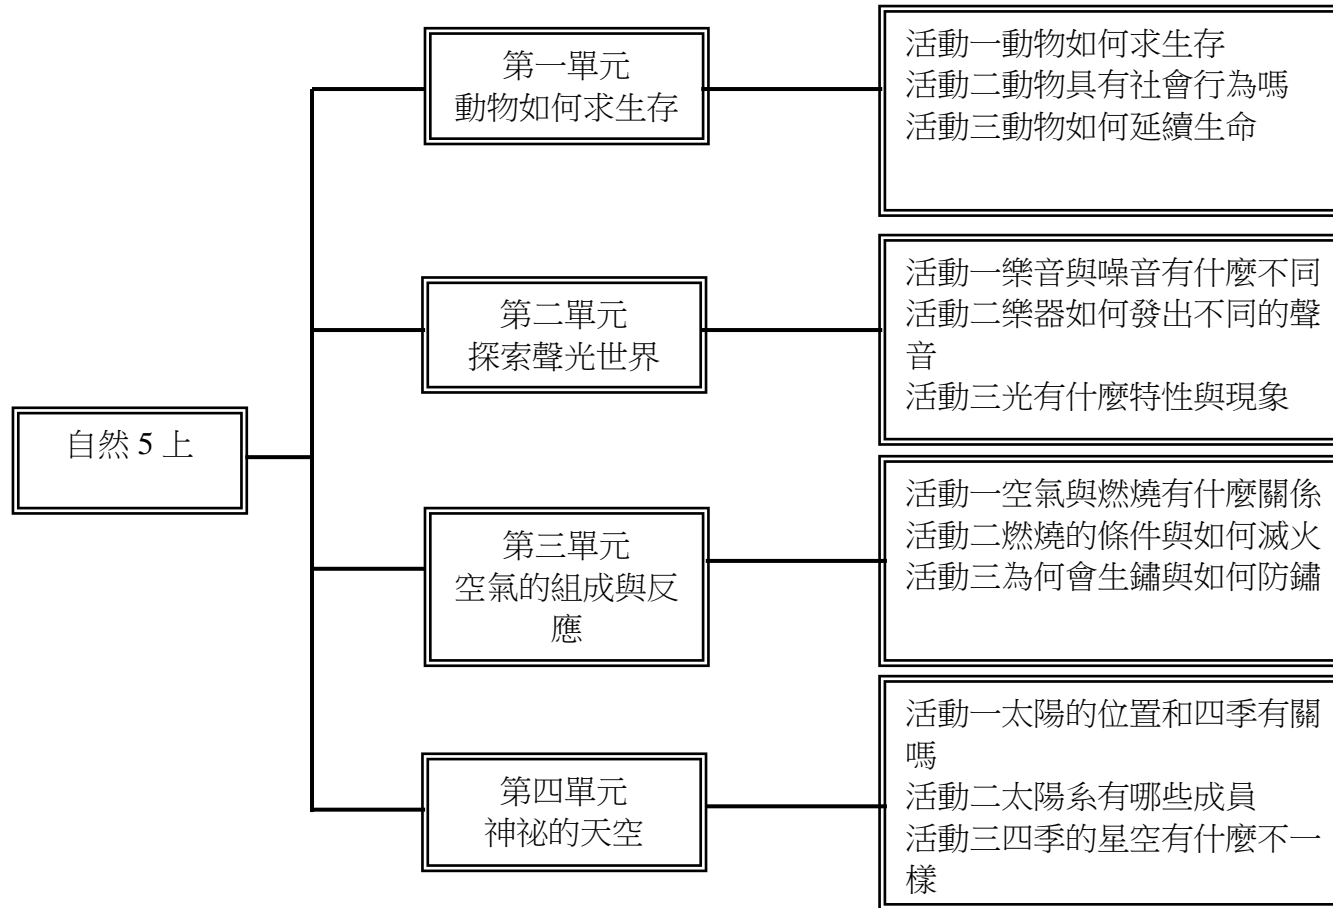 自然 5 上
第一單元
動物如何求生存
活動一動物如何求生存
活動二動物具有社會行為嗎
活動三動物如何延續生命
第二單元
探索聲光世界
活動一樂音與噪音有什麼不同
活動二樂器如何發出不同的聲
音
活動三光有什麼特性與現象
第三單元
空氣的組成與反
應
活動一空氣與燃燒有什麼關係
活動二燃燒的條件與如何滅火
活動三為何會生鏽與如何防鏽
第四單元
神祕的天空
活動一太陽的位置和四季有關
嗎
活動二太陽系有哪些成員
活動三四季的星空有什麼不一
樣